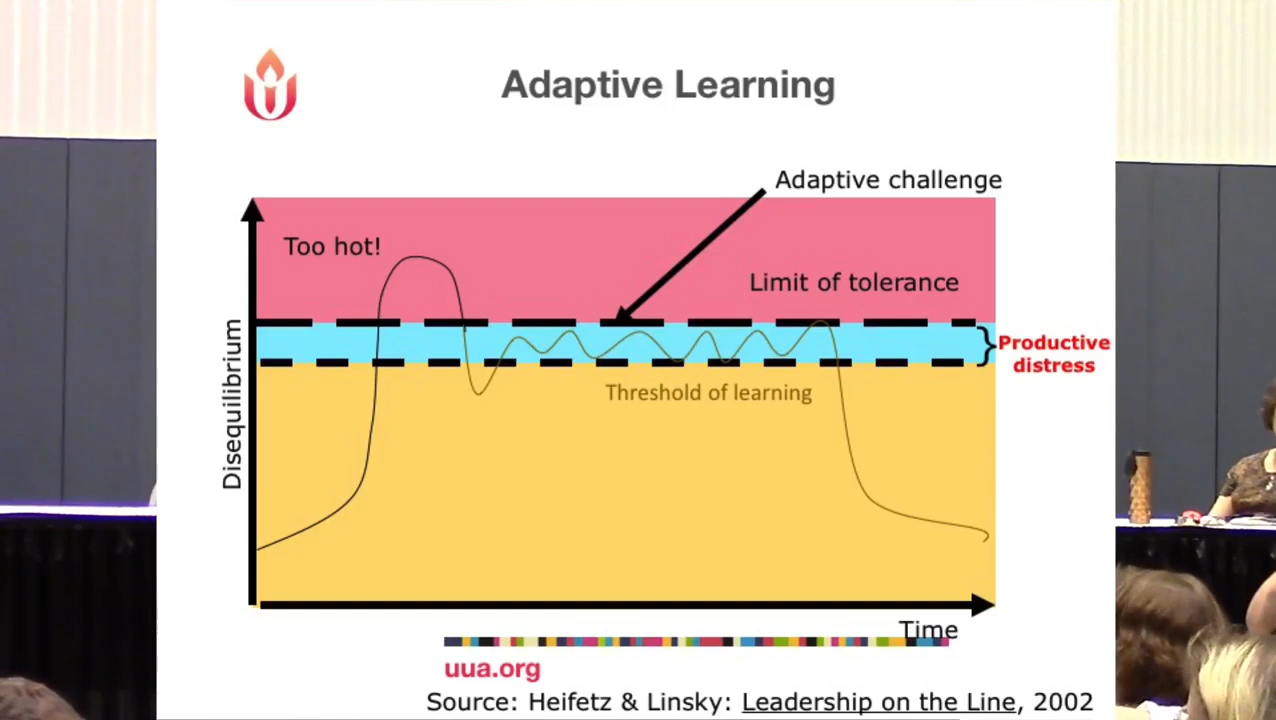 Adaptive Learning
Adaptive challenge
Too hot!
Limit of tolerance
Productive
distress
Threshold of learning
Disequilibrium
Time
uua.org
Source: Heifetz & Linsky: Leadership on the Line, 2002